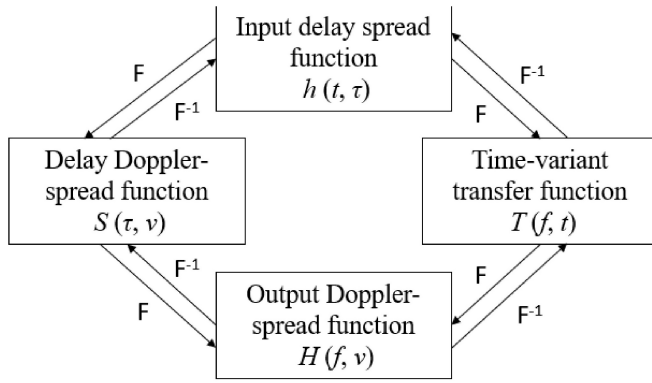 Input delay spread
function
h (t, τ)
F
F⁻¹
F⁻¹
F
Delay Doppler-
spread function
S (τ, v)
Time-variant
transfer function
T (f, t)
F⁻¹
F
F
F⁻¹
Output Doppler-
spread function
H (f, v)